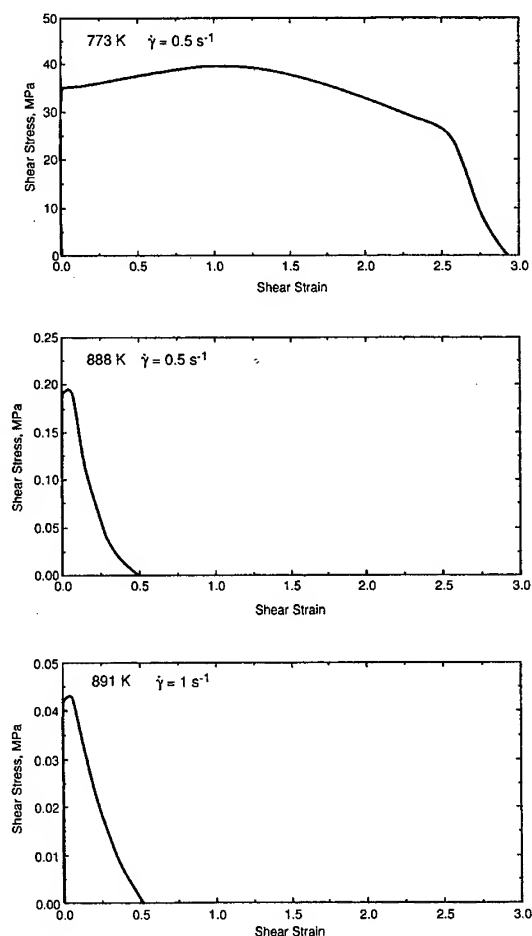 50
773 K γ̇ = 0.5 s⁻¹
40
30
20
10
0
0.0 0.5 1.0 1.5 2.0 2.5 3.0
Shear Stress, MPa
Shear Strain
0.25
888 K γ̇ = 0.5 s⁻¹
0.20
0.15
0.10
0.05
0.00
0.0 0.5 1.0 1.5 2.0 2.5 3.0
Shear Stress, MPa
Shear Strain
0.05
891 K γ̇ = 1 s⁻¹
0.04
0.03
0.02
0.01
0.00
0.0 0.5 1.0 1.5 2.0 2.5 3.0
Shear Stress, MPa
Shear Strain